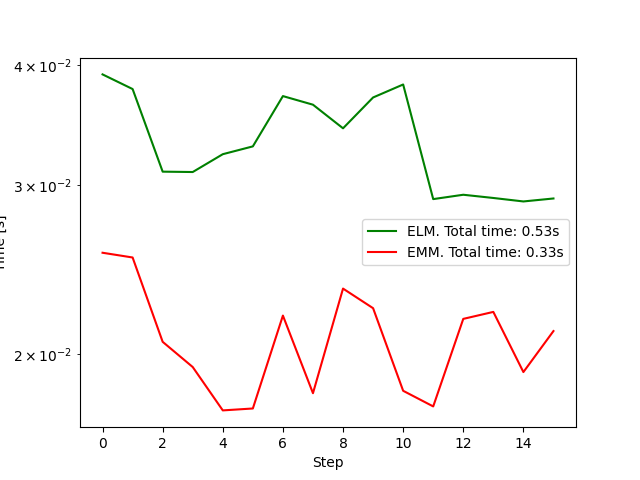 4 × 10⁻²
3 × 10⁻²
2 × 10⁻²
ELM. Total time: 0.53s
EMM. Total time: 0.33s
0 2 4 6 8 10 12 14
Step